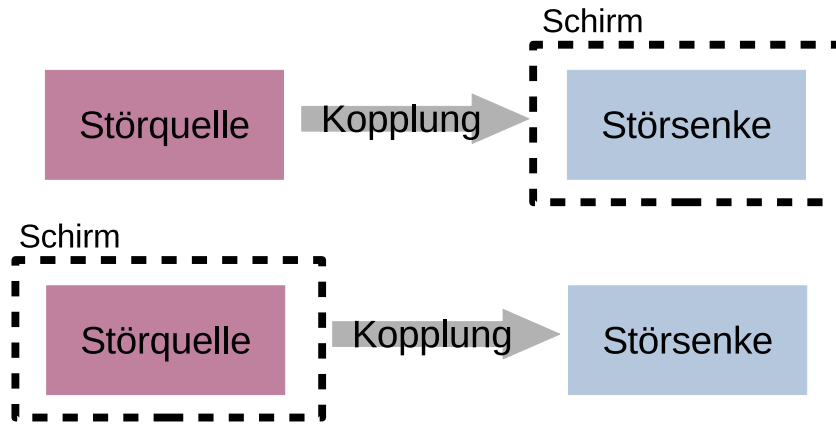 Schirm
Störquelle
Kopplung
Störsenke
Schirm
Störquelle
Kopplung
Störsenke